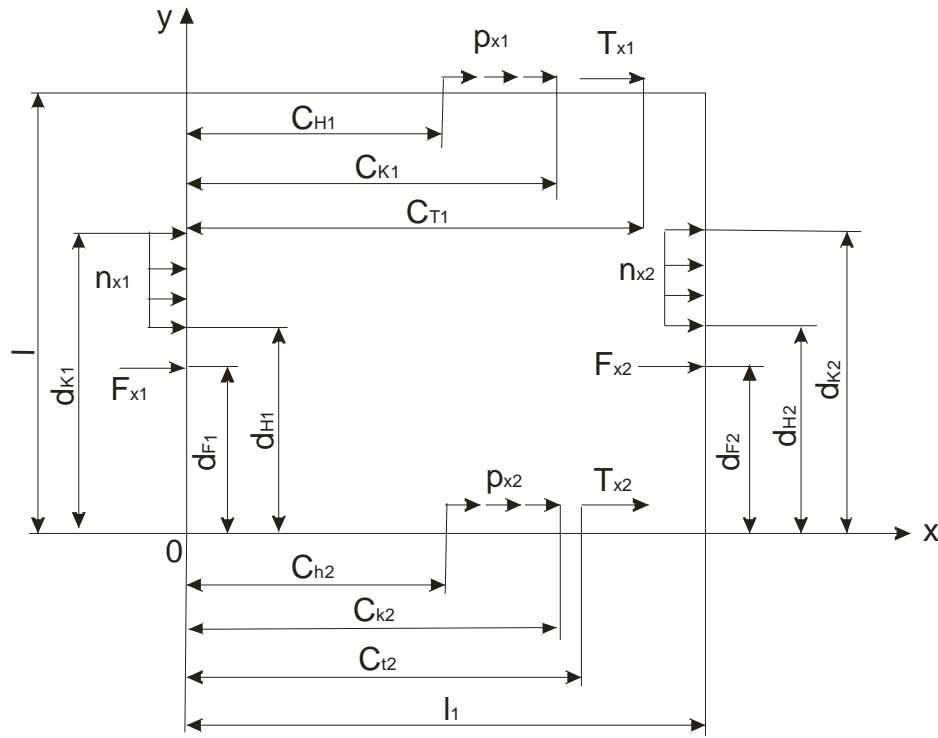 y
px1
Tx1
CH1
CK1
CT1
nx1
nx2
l
dK1
Fx1
dF1
dH1
Fx2
dF2
dH2
dK2
px2
Tx2
x
0
Ch2
Ck2
Ct2
l1